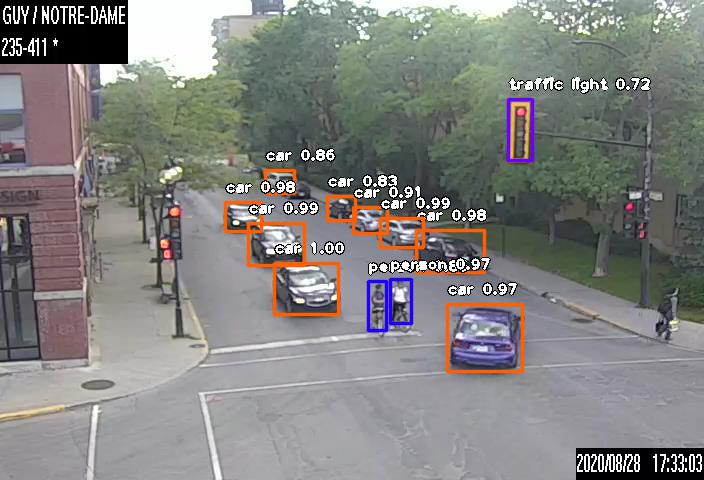 GUY / NOTRE-DAME
235-411 *
traffic light 0.72
car 0.86
car 0.98
car 0.83
car 0.91
car 0.99
car 0.99
car 0.98
car 1.00
person 0.97
car 0.97
SIGN
2020/08/28 17:33:03